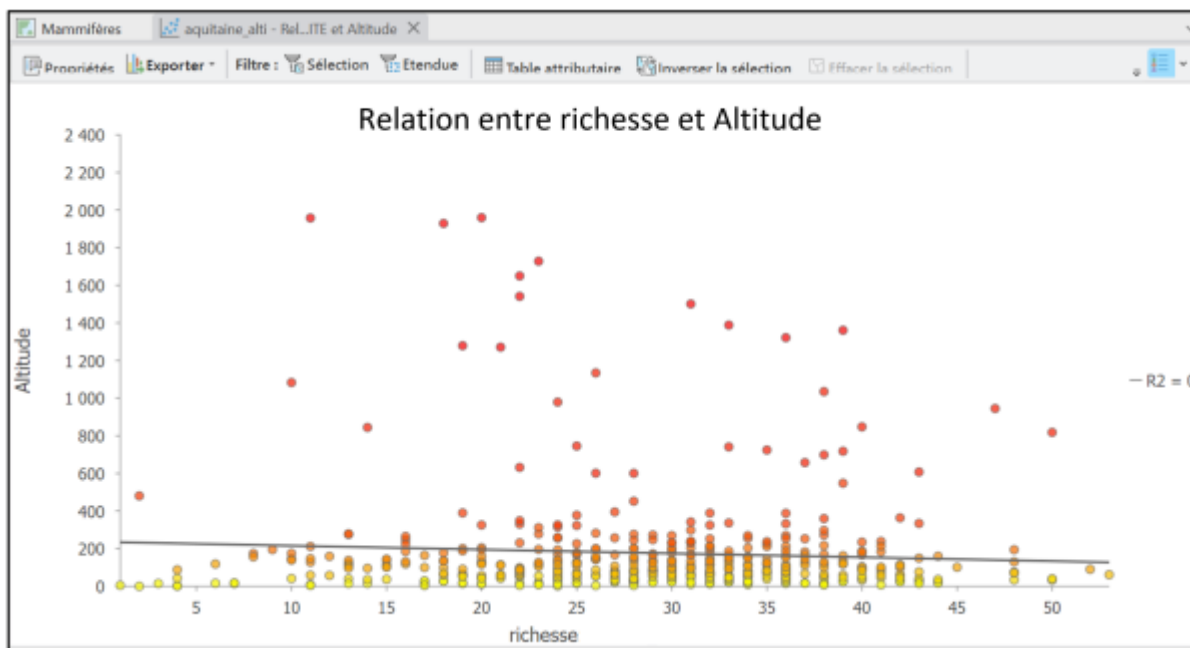 Mammifères aquitaine_alti - Rel...ITE et Altitude
Propriétés Exporter Filtre : Sélection Etendue Table attributaire Inverser la sélection Effacer la sélection
Relation entre richesse et Altitude
2 400
2 200
2 000
1 800
1 600
1 400
1 200
1 000
800
600
400
200
0
Altitude
R2 = 0
5 10 15 20 25 30 35 40 45 50
richesse